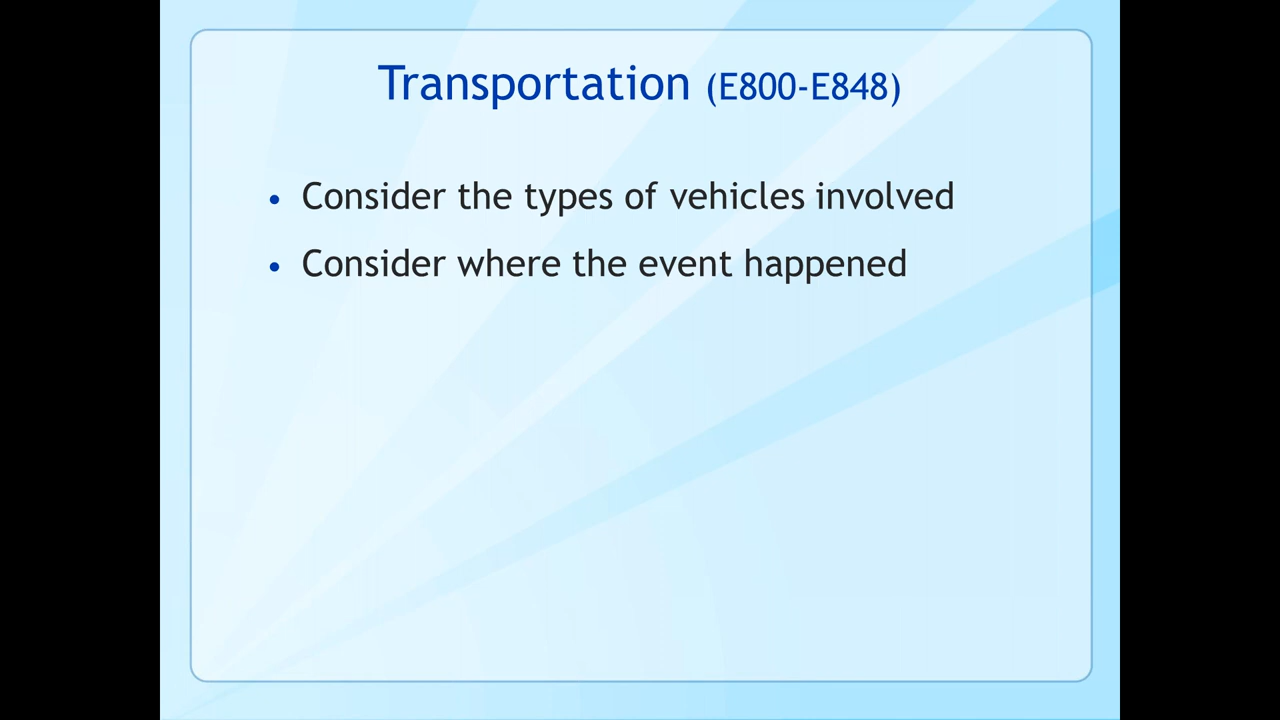 Transportation (E800-E848)
• Consider the types of vehicles involved
• Consider where the event happened